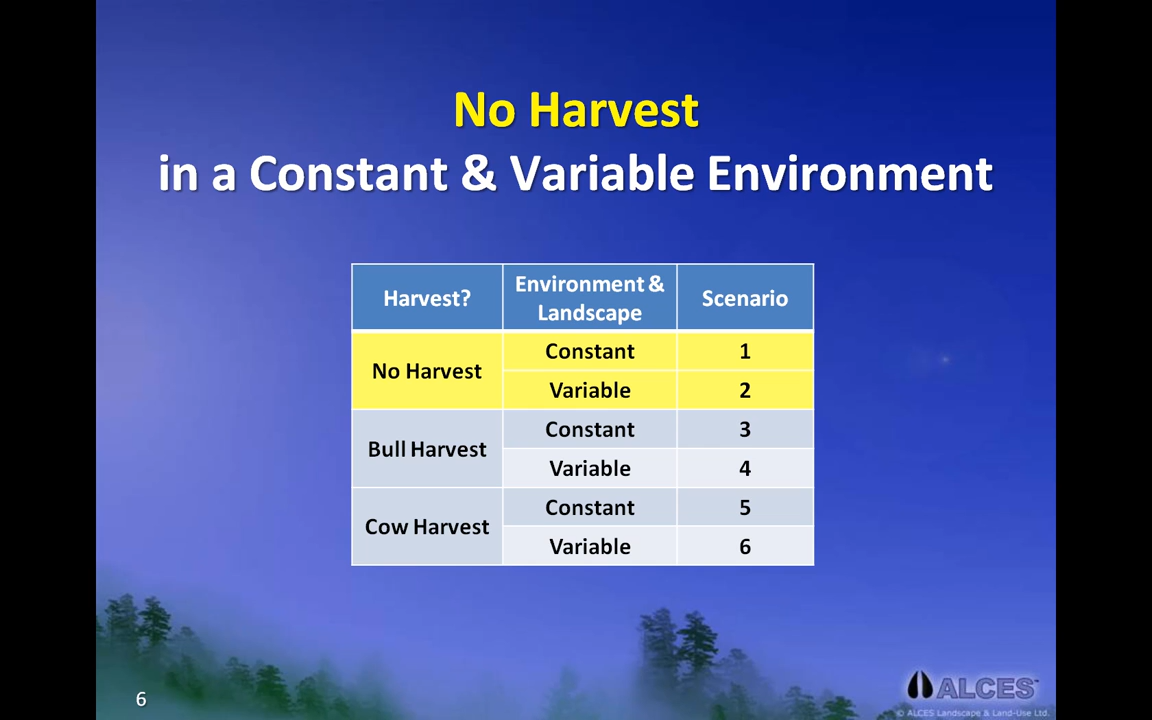 No Harvest
in a Constant & Variable Environment
Harvest? Environment & Landscape Scenario
No Harvest Constant 1
Variable 2
Bull Harvest Constant 3
Variable 4
Cow Harvest Constant 5
Variable 6
6
ALCES™
© ALCES Landscape & Land-Use Ltd.